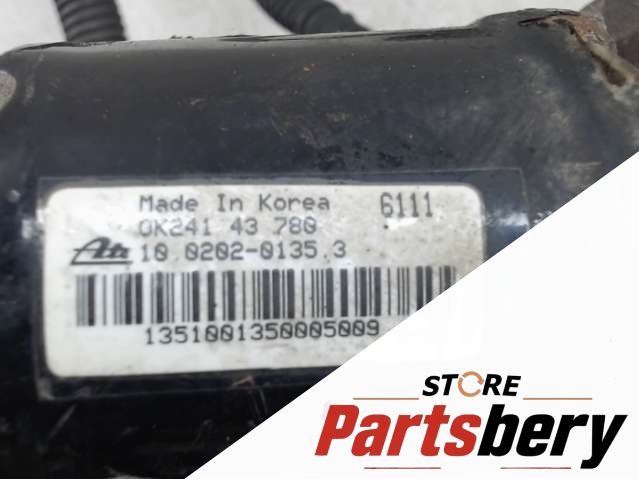 Made In Korea 6111
0K241 43 780
Ate 10 0202-0135.3
1351001350005009
STORE
Partsbery